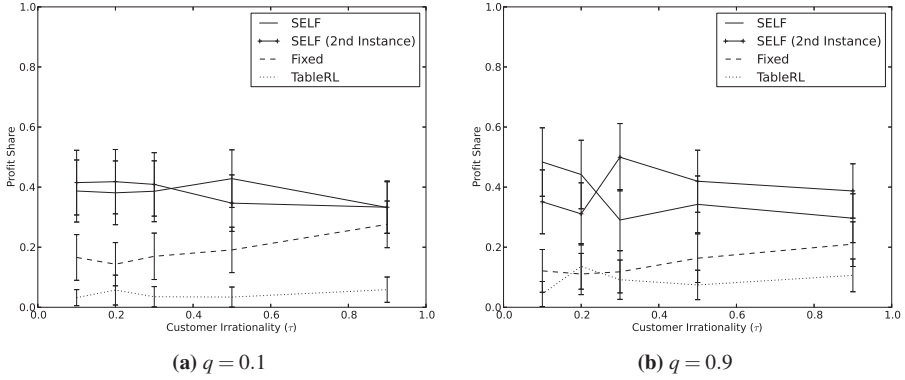 1.0
0.8
0.6
0.4
0.2
0.0
Profit Share
SELF
SELF (2nd Instance)
Fixed
TableRL
0.0 0.2 0.4 0.6 0.8 1.0
Customer Irrationality (τ)
(a) q = 0.1
1.0
0.8
0.6
0.4
0.2
0.0
Profit Share
SELF
SELF (2nd Instance)
Fixed
TableRL
0.0 0.2 0.4 0.6 0.8 1.0
Customer Irrationality (τ)
(b) q = 0.9